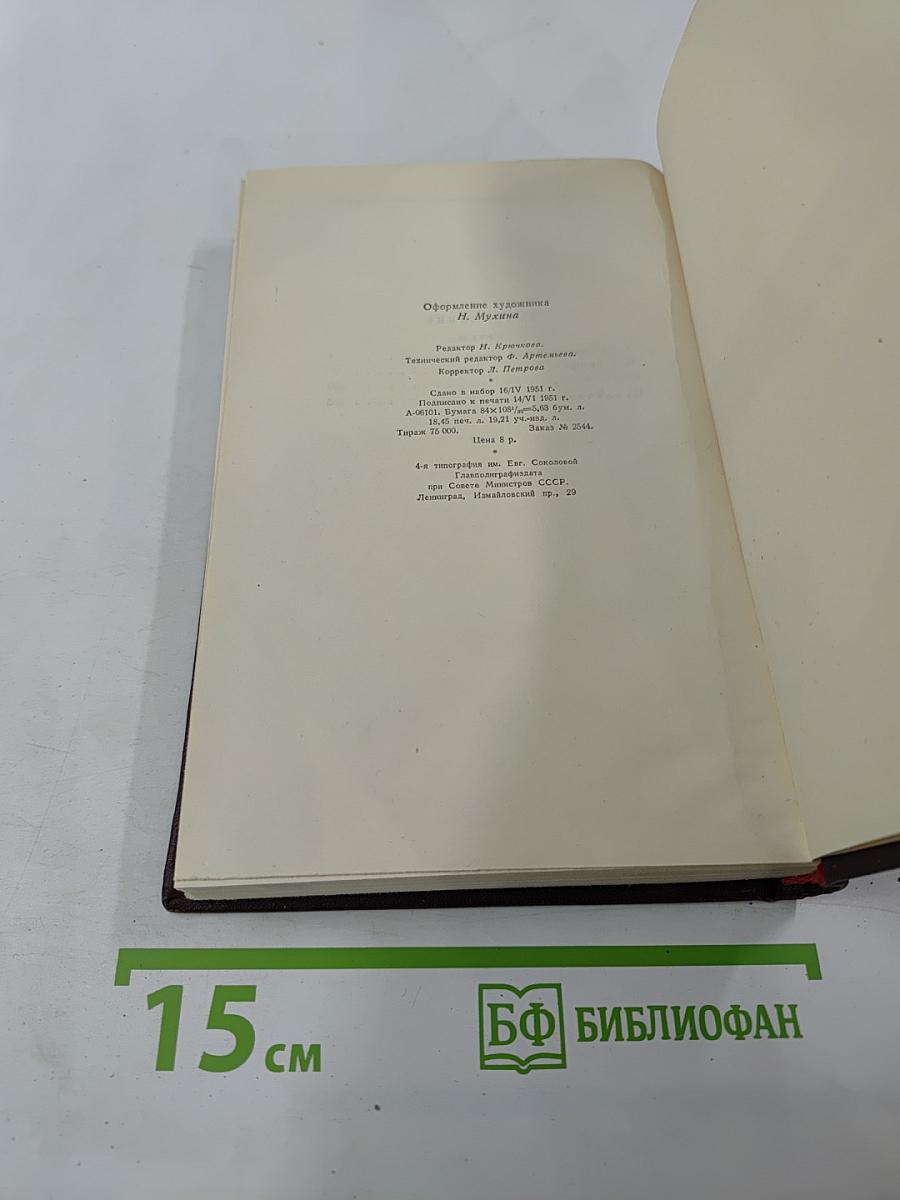 Оформление художника
Н. Мухина
Редактор Н. Крючкова.
Технический редактор Ф. Артемьева.
Корректор Л. Петрова
*
Сдано в набор 16/IV 1951 г.
Подписано к печати 14/VI 1951 г.
А-06101. Бумага 84×108¹/₃₂=5,63 бум. л.
18,45 печ. л. 19,21 уч.-изд. л.
Тираж 75 000. Заказ № 2544.
Цена 8 р.
*
4-я типография им. Евг. Соколовой
Главполиграфиздата
при Совете Министров СССР.
Ленинград, Измайловский пр., 29
15 см
БФ БИБЛИОФАН